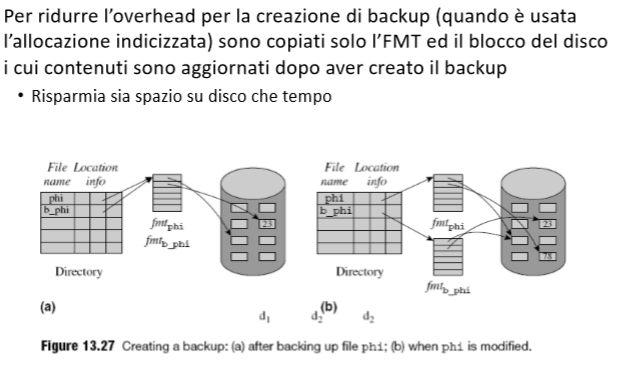 Per ridurre l’overhead per la creazione di backup (quando è usata
l’allocazione indicizzata) sono copiati solo l’FMT ed il blocco del disco
i cui contenuti sono aggiornati dopo aver creato il backup
• Risparmia sia spazio su disco che tempo
File Location
name info
phi
b_phi
fmtphi
fmtb_phi
23
Directory
(a)
File Location
name info
phi
b_phi
fmtphi
fmtb_phi
23
78
Directory
(b)
d1 d2 d2
Figure 13.27 Creating a backup: (a) after backing up file phi; (b) when phi is modified.